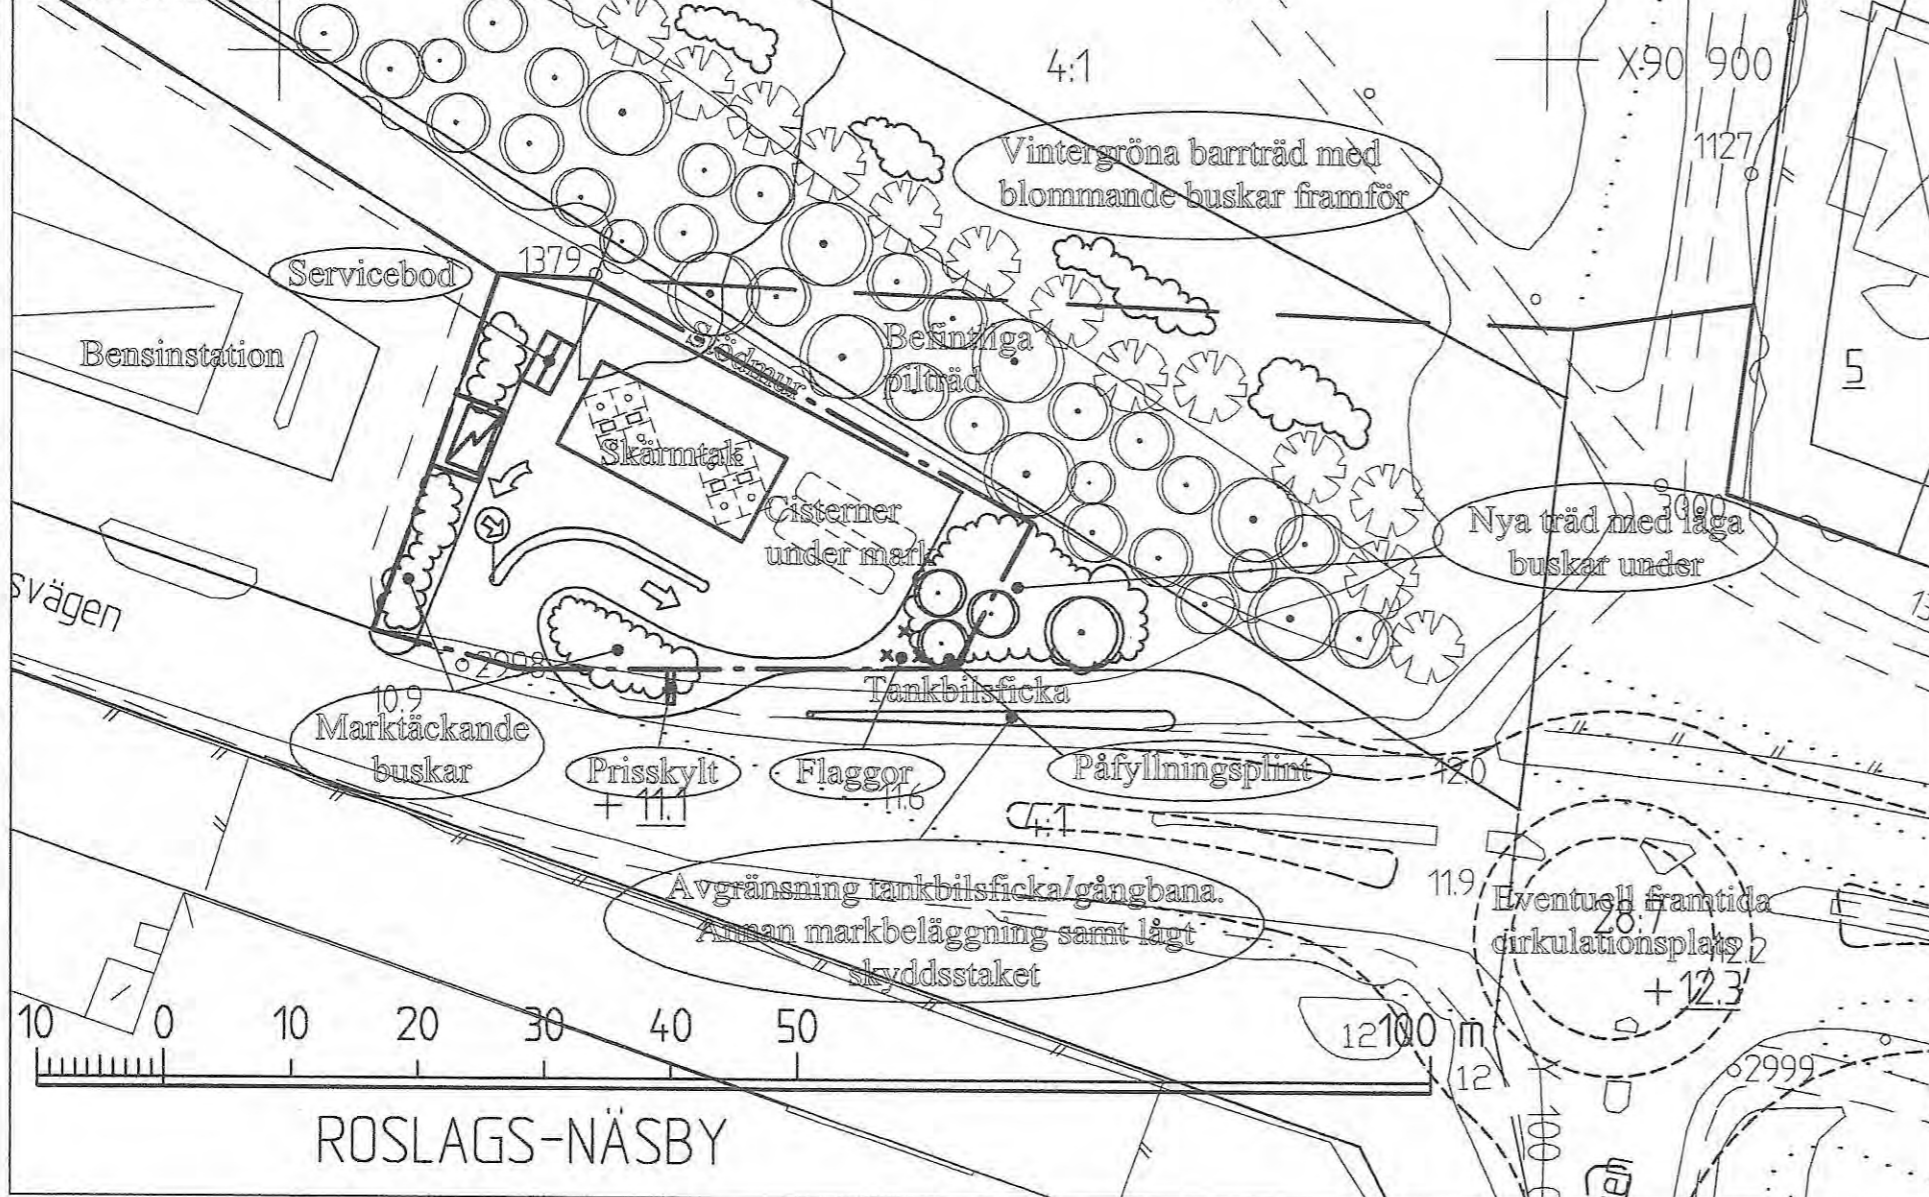 4:1
X-90 900
1127
Vintergröna barrträd med
blommande buskar framför
1379
Servicebod
Bensinstation
Stödmur
Befintliga
pilträd
5
Skärmtak
Cisterner
under mark
3000
Nya träd med låga
buskar under
svägen
2998
10.9
Marktäckande
buskar
Tankbilsficka
Prisskylt
+ 11.1
Flaggor
11.6
Påfyllningsplint
12.0
4:1
11.9
Avgränsning tankbilsficka/gångbana.
Annan markbeläggning samt lågt
skyddsstaket
Eventuell framtida
28:7
cirkulationsplats
12.2
+12.3
10 0 10 20 30 40 50 100 m
12
12
2999
Y 100
ROSLAGS-NÄSBY